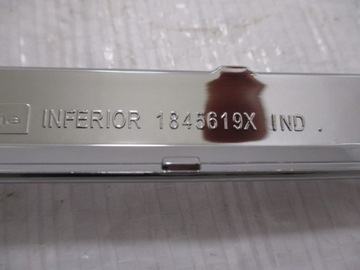 INFERIOR 1845619X IND .